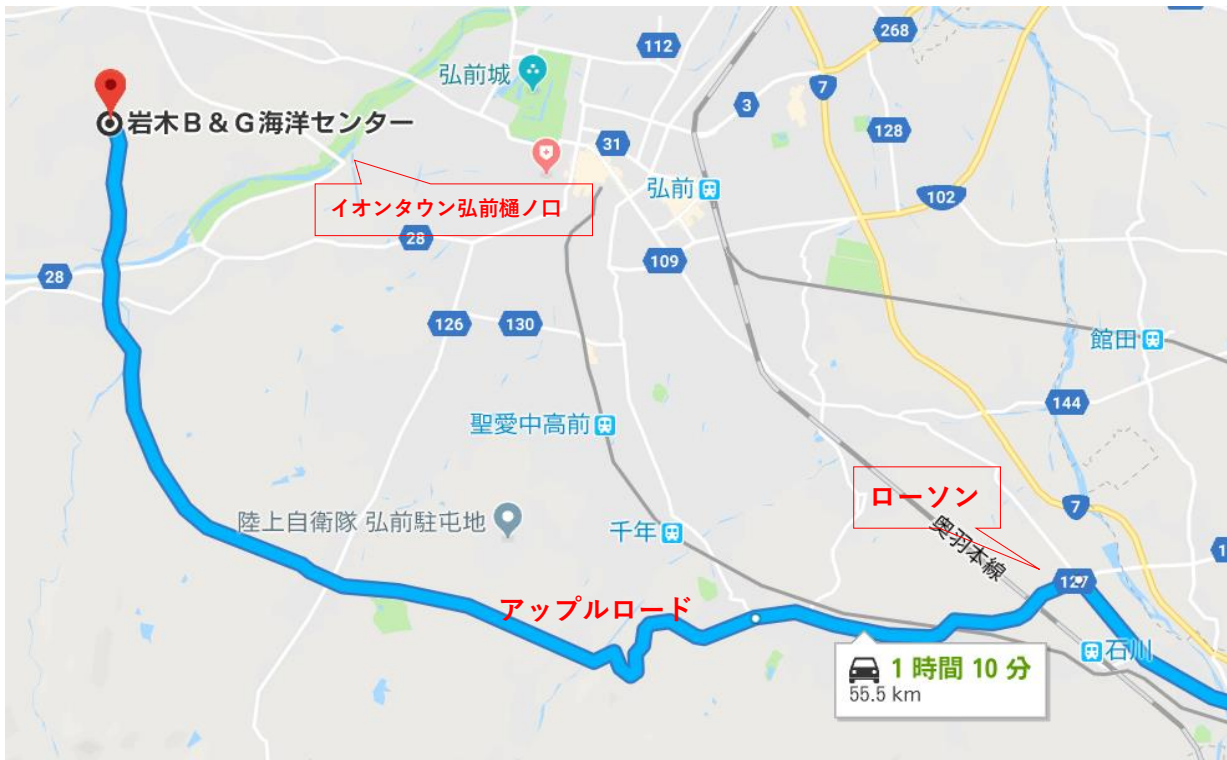 268
112
弘前城
7
岩木B&G海洋センター
3
128
31
弘前
102
イオンタウン弘前樋ノ口
28
109
28
126
130
館田
144
聖愛中高前
ローソン
7
陸上自衛隊 弘前駐屯地
千年
奥羽本線
127
アップルロード
石川
1 時間 10 分
55.5 km